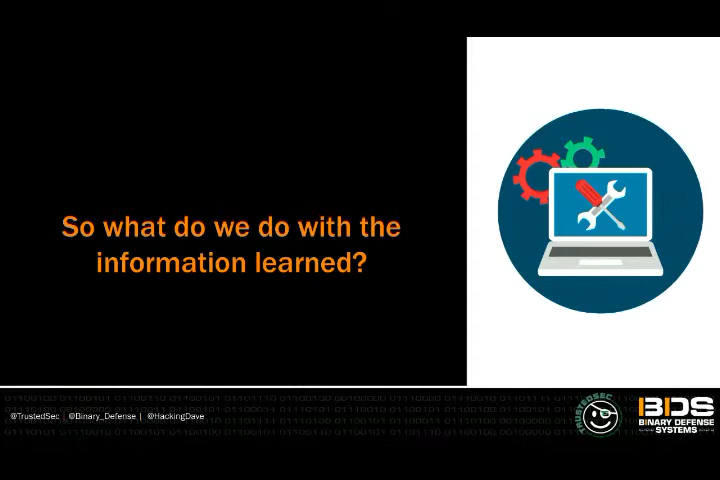 So what do we do with the
information learned?
@TrustedSec | @Binary_Defense | @HackingDave
TRUSTEDSEC
BDS
BINARY DEFENSE
SYSTEMS